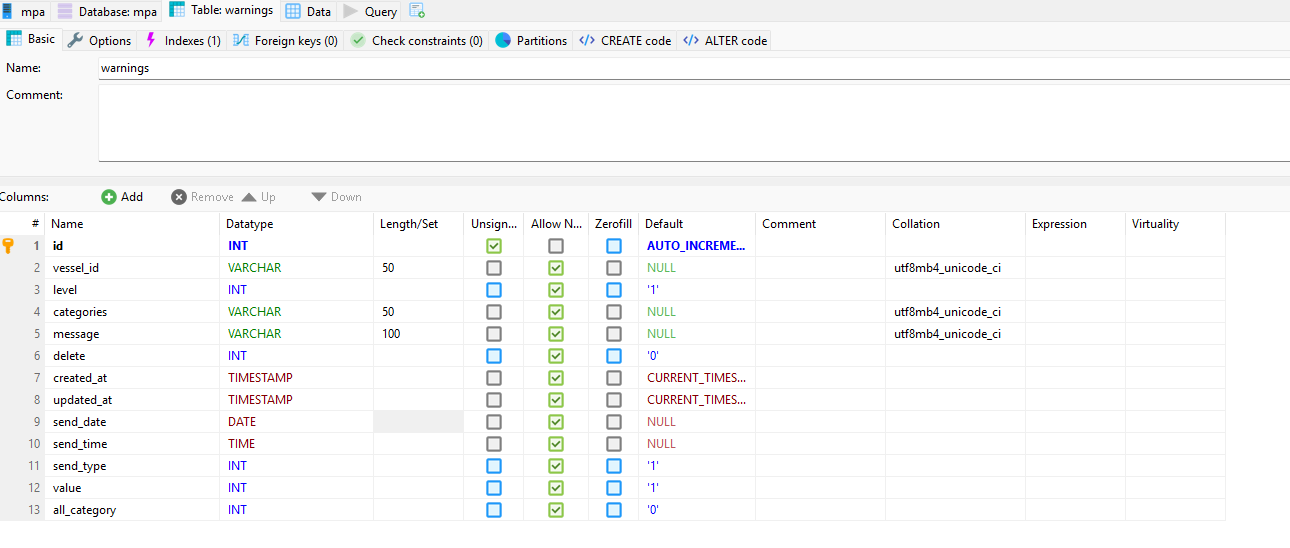 mpa Database: mpa Table: warnings Data Query
Basic Options Indexes (1) Foreign keys (0) Check constraints (0) Partitions CREATE code ALTER code
Name: warnings
Comment:
Columns: Add Remove Up Down
# Name Datatype Length/Set Unsign... Allow N... Zerofill Default Comment Collation Expression Virtuality
1 id INT AUTO_INCREME...
2 vessel_id VARCHAR 50 NULL utf8mb4_unicode_ci
3 level INT '1'
4 categories VARCHAR 50 NULL utf8mb4_unicode_ci
5 message VARCHAR 100 NULL utf8mb4_unicode_ci
6 delete INT '0'
7 created_at TIMESTAMP CURRENT_TIMES...
8 updated_at TIMESTAMP CURRENT_TIMES...
9 send_date DATE NULL
10 send_time TIME NULL
11 send_type INT '1'
12 value INT '1'
13 all_category INT '0'